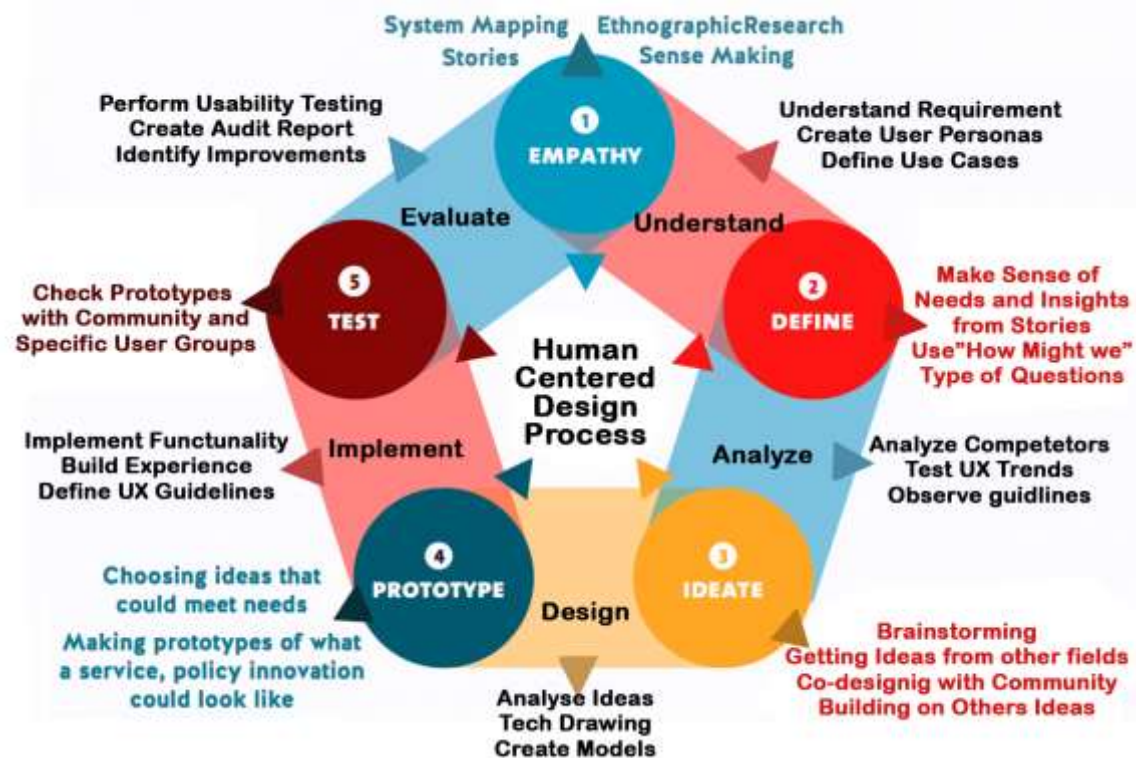 System Mapping
Stories
EthnographicResearch
Sense Making
1
EMPATHY
Understand Requirement
Create User Personas
Define Use Cases
Understand
2
DEFINE
Make Sense of
Needs and Insights
from Stories
Use"How Might we"
Type of Questions
Analyze
Analyze Competetors
Test UX Trends
Observe guidlines
3
IDEATE
Brainstorming
Getting Ideas from other fields
Co-designig with Community
Building on Others Ideas
Design
Analyse Ideas
Tech Drawing
Create Models
4
PROTOTYPE
Choosing ideas that
could meet needs
Making prototypes of what
a service, policy innovation
could look like
Implement
Implement Functunality
Build Experience
Define UX Guidelines
5
TEST
Check Prototypes
with Community and
Specific User Groups
Evaluate
Perform Usability Testing
Create Audit Report
Identify Improvements
Human
Centered
Design
Process